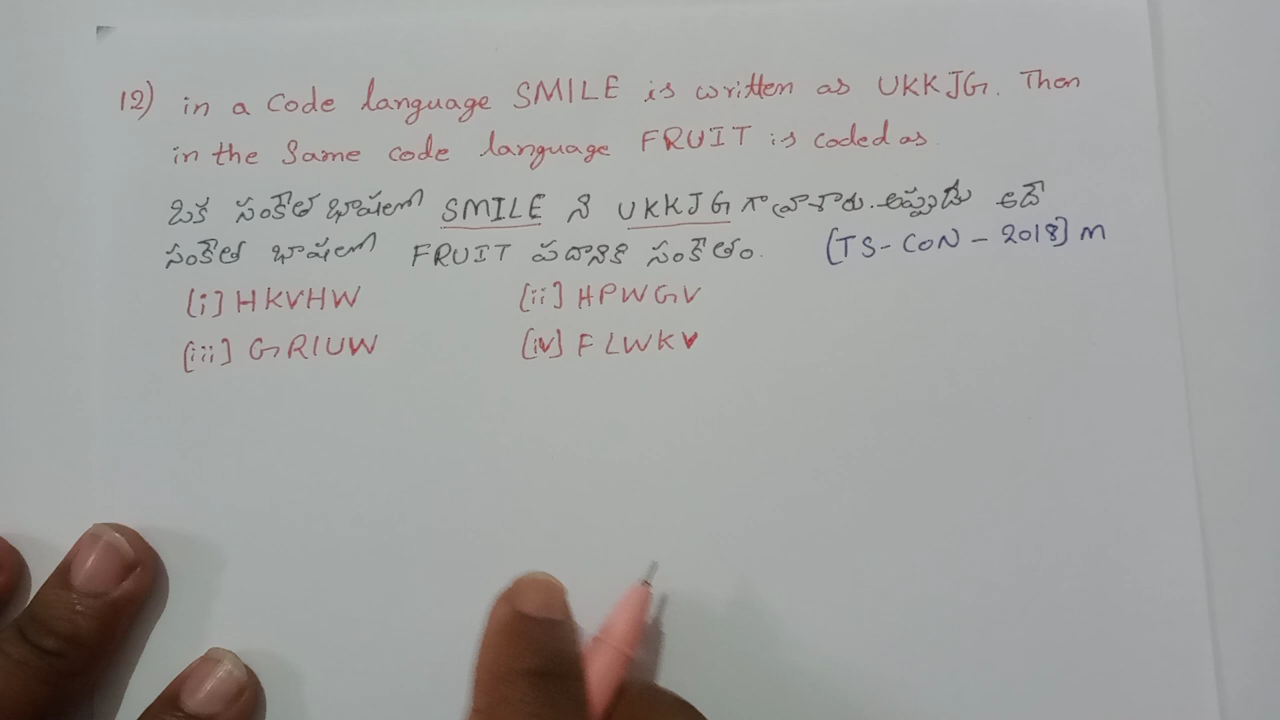 12) in a code language SMILE is written as UKKJG. Then
in the Same code language FRUIT is coded as.
ఒక సంకేత భాషలో SMILE ని UKKJG గా వ్రాశారు. అప్పుడు అదే
సంకేత భాషలో FRUIT పదానికి సంకేతం. [TS-CON-2018] m
[i] HKVHW [ii] HPWGV
[iii] GRIUW [iv] FLWKV